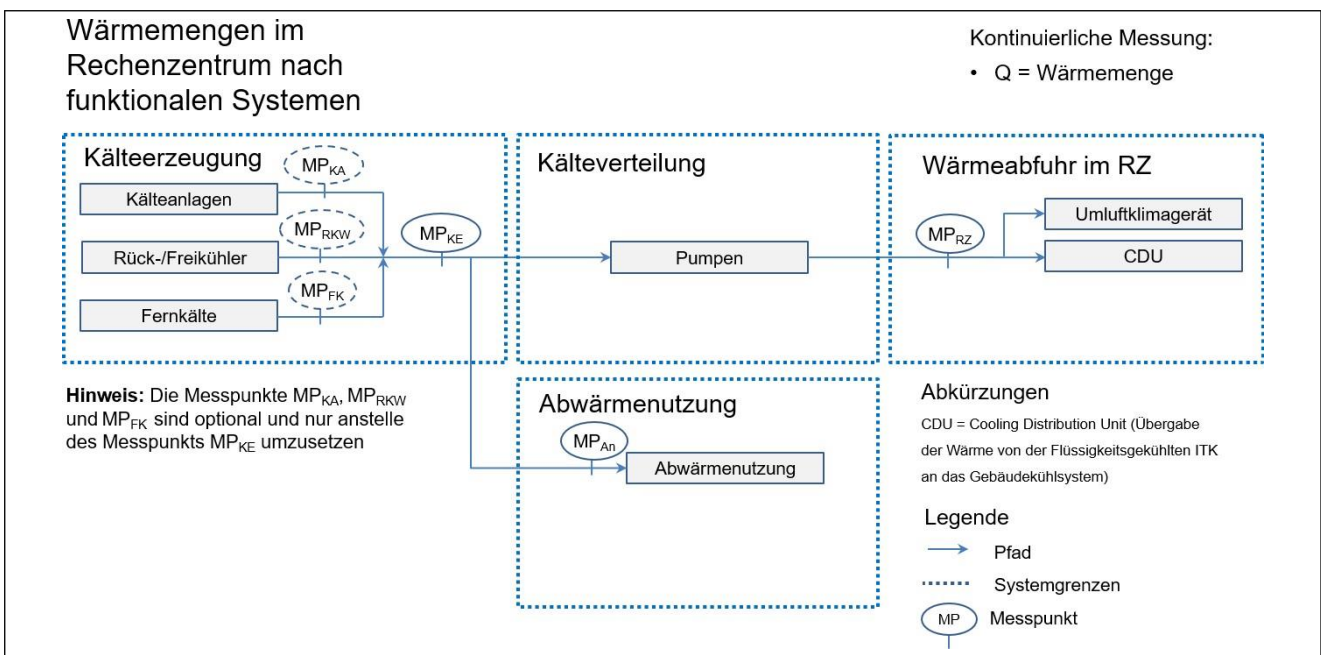 Wärmemengen im
Rechenzentrum nach
funktionalen Systemen
Kontinuierliche Messung:
• Q = Wärmemenge
Kälteerzeugung
MPKA
Kälteanlagen
MPRKW
Rück-/Freikühler
MPFK
Fernkälte
MPKE
Kälteverteilung
Pumpen
Wärmeabfuhr im RZ
MPRZ
Umluftklimagerät
CDU
Hinweis: Die Messpunkte MPKA, MPRKW
und MPFK sind optional und nur anstelle
des Messpunkts MPKE umzusetzen
Abwärmenutzung
MPAn
Abwärmenutzung
Abkürzungen
CDU = Cooling Distribution Unit (Übergabe
der Wärme von der Flüssigkeitsgekühlten ITK
an das Gebäudekühlsystem)
Legende
Pfad
Systemgrenzen
MP
Messpunkt